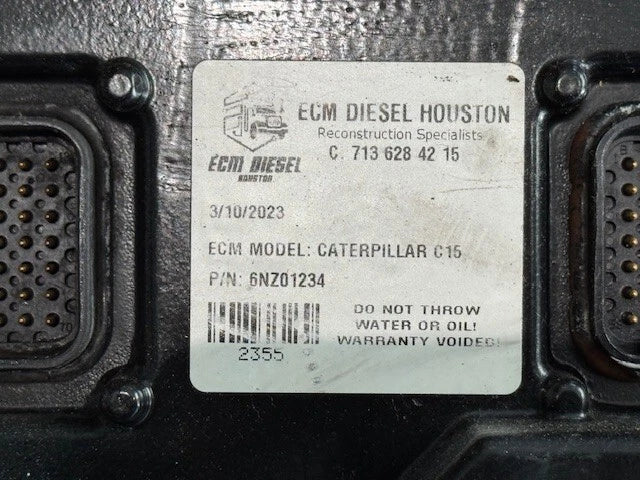 ECM DIESEL HOUSTON
Reconstruction Specialists
C. 713 628 42 15
ECM DIESEL
HOUSTON
3/10/2023
ECM MODEL: CATERPILLAR C15
P/N: 6NZ01234
DO NOT THROW
WATER OR OIL!
WARRANTY VOIDED!
2355
70